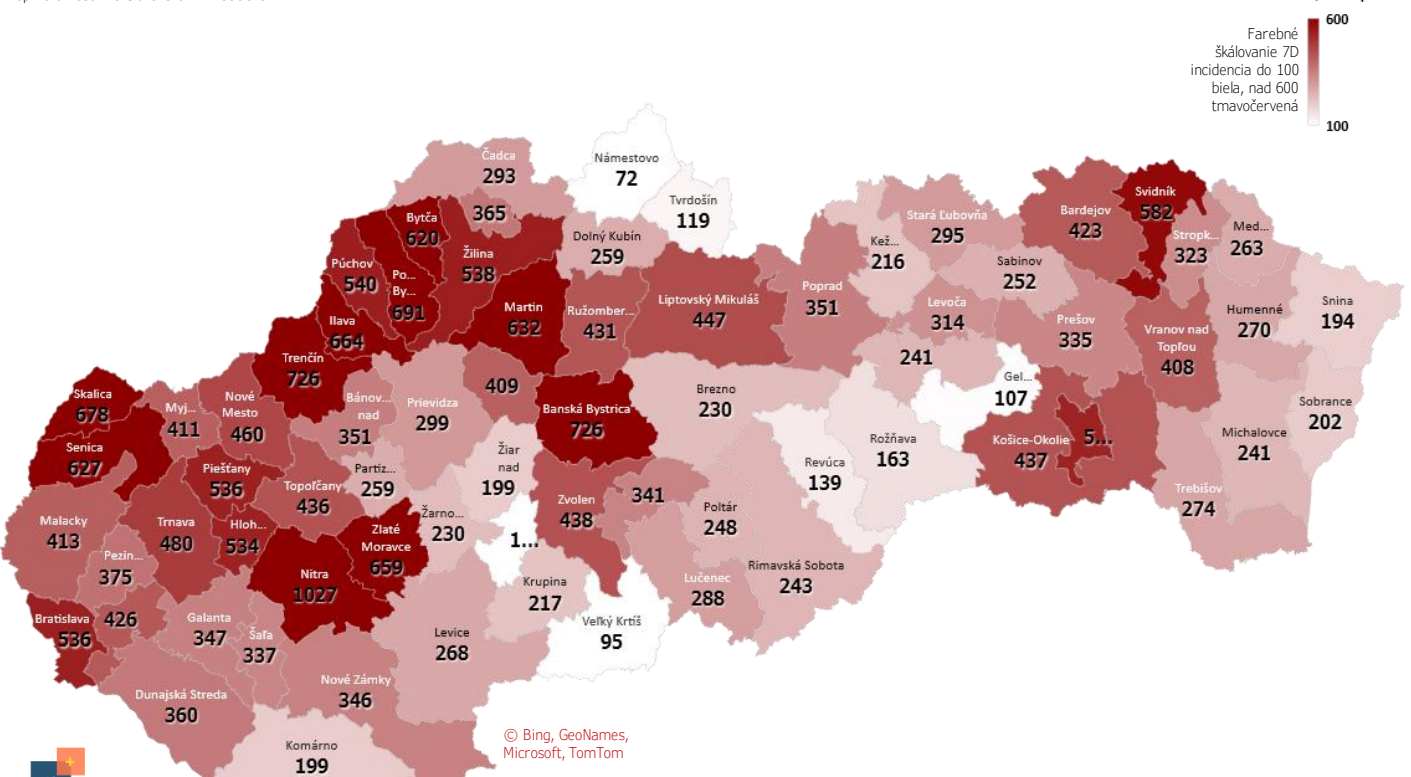 600
Farebné
škálovanie 7D
incidencia do 100
biela, nad 600
tmavočervená
100
Čadca
293
Námestovo
72
Tvrdošín
119
365
Bytča
620
Žilina
538
Dolný Kubín
259
Púchov
540
Po...
By...
691
Martin
632
Ružomber...
431
Liptovský Mikuláš
447
Ilava
664
Trenčín
726
Poprad
351
Kež...
216
Stará Ľubovňa
295
Bardejov
423
Svidník
582
Stropk...
323
Med...
263
Sabinov
252
Levoča
314
Prešov
335
Vranov nad
Topľou
408
Humenné
270
Snina
194
241
Gel...
107
Skalica
678
Myj...
411
Nové
Mesto
460
Bánov...
nad
351
Prievidza
299
409
Banská Bystrica
726
Brezno
230
Senica
627
Piešťany
536
Topoľčany
436
Partiz...
259
Žiar
nad
199
Rožňava
163
Revúca
139
Košice-Okolie
437
5...
Michalovce
241
Sobrance
202
Trebišov
274
Malacky
413
Trnava
480
Hloh...
534
Zlaté
Moravce
659
Žarno...
230
1...
Zvolen
438
341
Poltár
248
Pezin...
375
Nitra
1027
Krupina
217
Lučenec
288
Rimavská Sobota
243
Bratislava
536
426
Galanta
347
Šaľa
337
Levice
268
Veľký Krtíš
95
Dunajská Streda
360
Nové Zámky
346
Komárno
199
© Bing, GeoNames,
Microsoft, TomTom